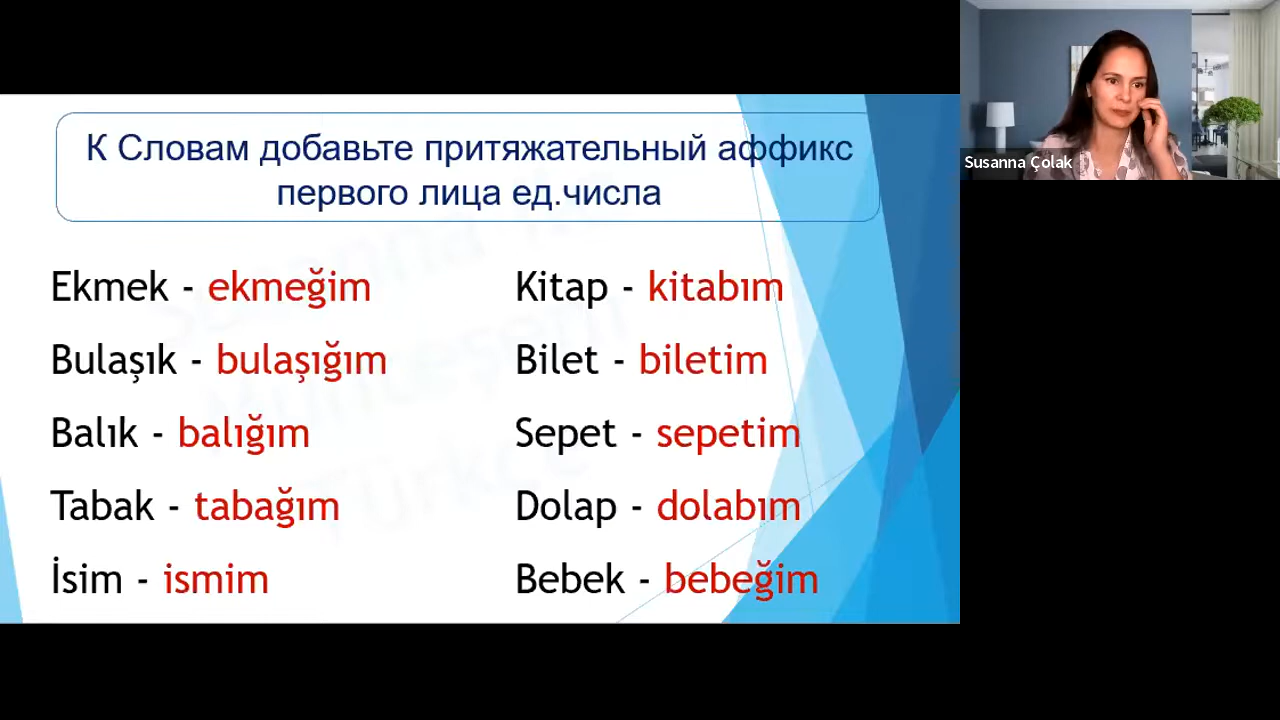 К Словам добавьте притяжательный аффикс
первого лица ед.числа
Ekmek - ekmeğim
Bulaşık - bulaşığım
Balık - balığım
Tabak - tabağım
İsim - ismim
Kitap - kitabım
Bilet - biletim
Sepet - sepetim
Dolap - dolabım
Bebek - bebeğim
Susanna Çolak